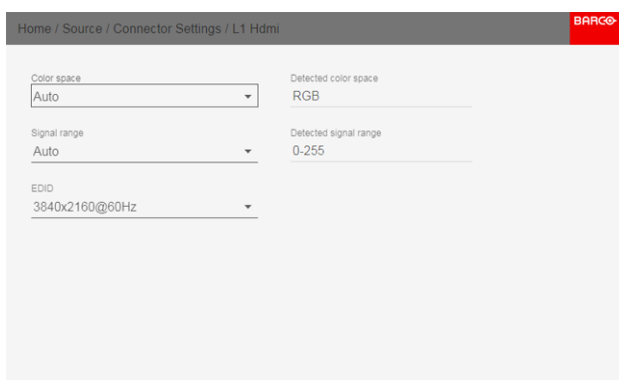 Home / Source / Connector Settings / L1 Hdmi
BARCO
Color space
Auto
Detected color space
RGB
Signal range
Auto
Detected signal range
0-255
EDID
3840x2160@60Hz